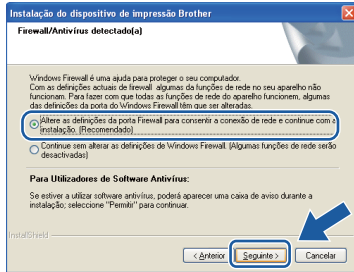 Instalação do dispositivo de impressão Brother
Firewall/Antivírus detectado(a)
Windows Firewall é uma ajuda para proteger o seu computador.
Com as definições actuais de firewall algumas da funções de rede no seu aparelho não
funcionam. Para fazer com que todas as funções de rede do aparelho funcionem, algumas
das definições da porta do Windows Firewall têm que ser alteradas.
Altere as definições da porta Firewall para consentir a conexão de rede e continue com a
instalação. (Recomendado)
Continue sem alterar as definições de Windows Firewall. (Algumas funções de rede serão
desactivadas)
Para Utilizadores de Software Antivírus:
Se estiver a utilizar software antivírus, poderá aparecer uma caixa de aviso durante a
instalação; seleccione "Permitir" para continuar.
InstallShield
< Anterior
Seguinte >
Cancelar